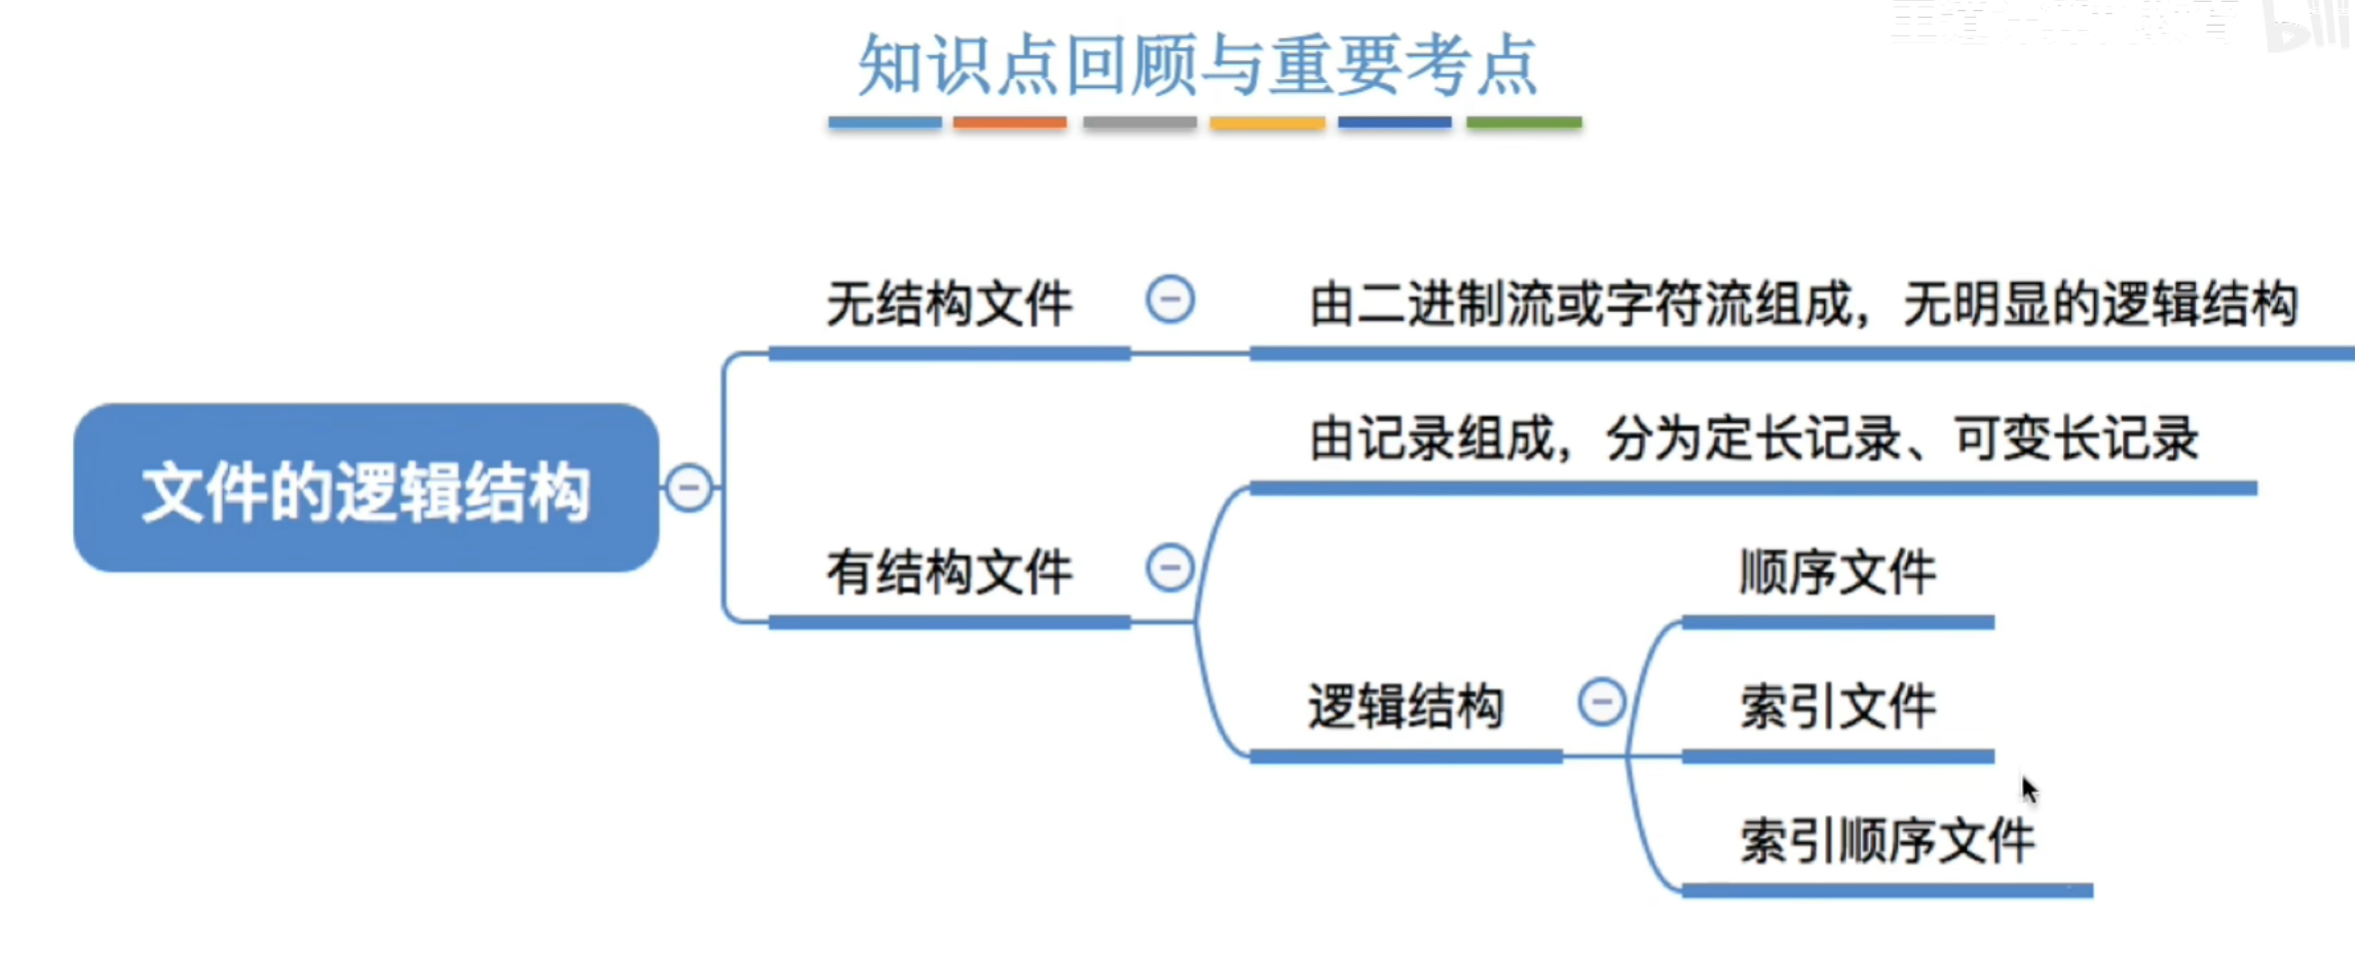 知识点回顾与重要考点
无结构文件
由二进制流或字符流组成，无明显的逻辑结构
由记录组成，分为定长记录、可变长记录
文件的逻辑结构
有结构文件
顺序文件
逻辑结构
索引文件
索引顺序文件